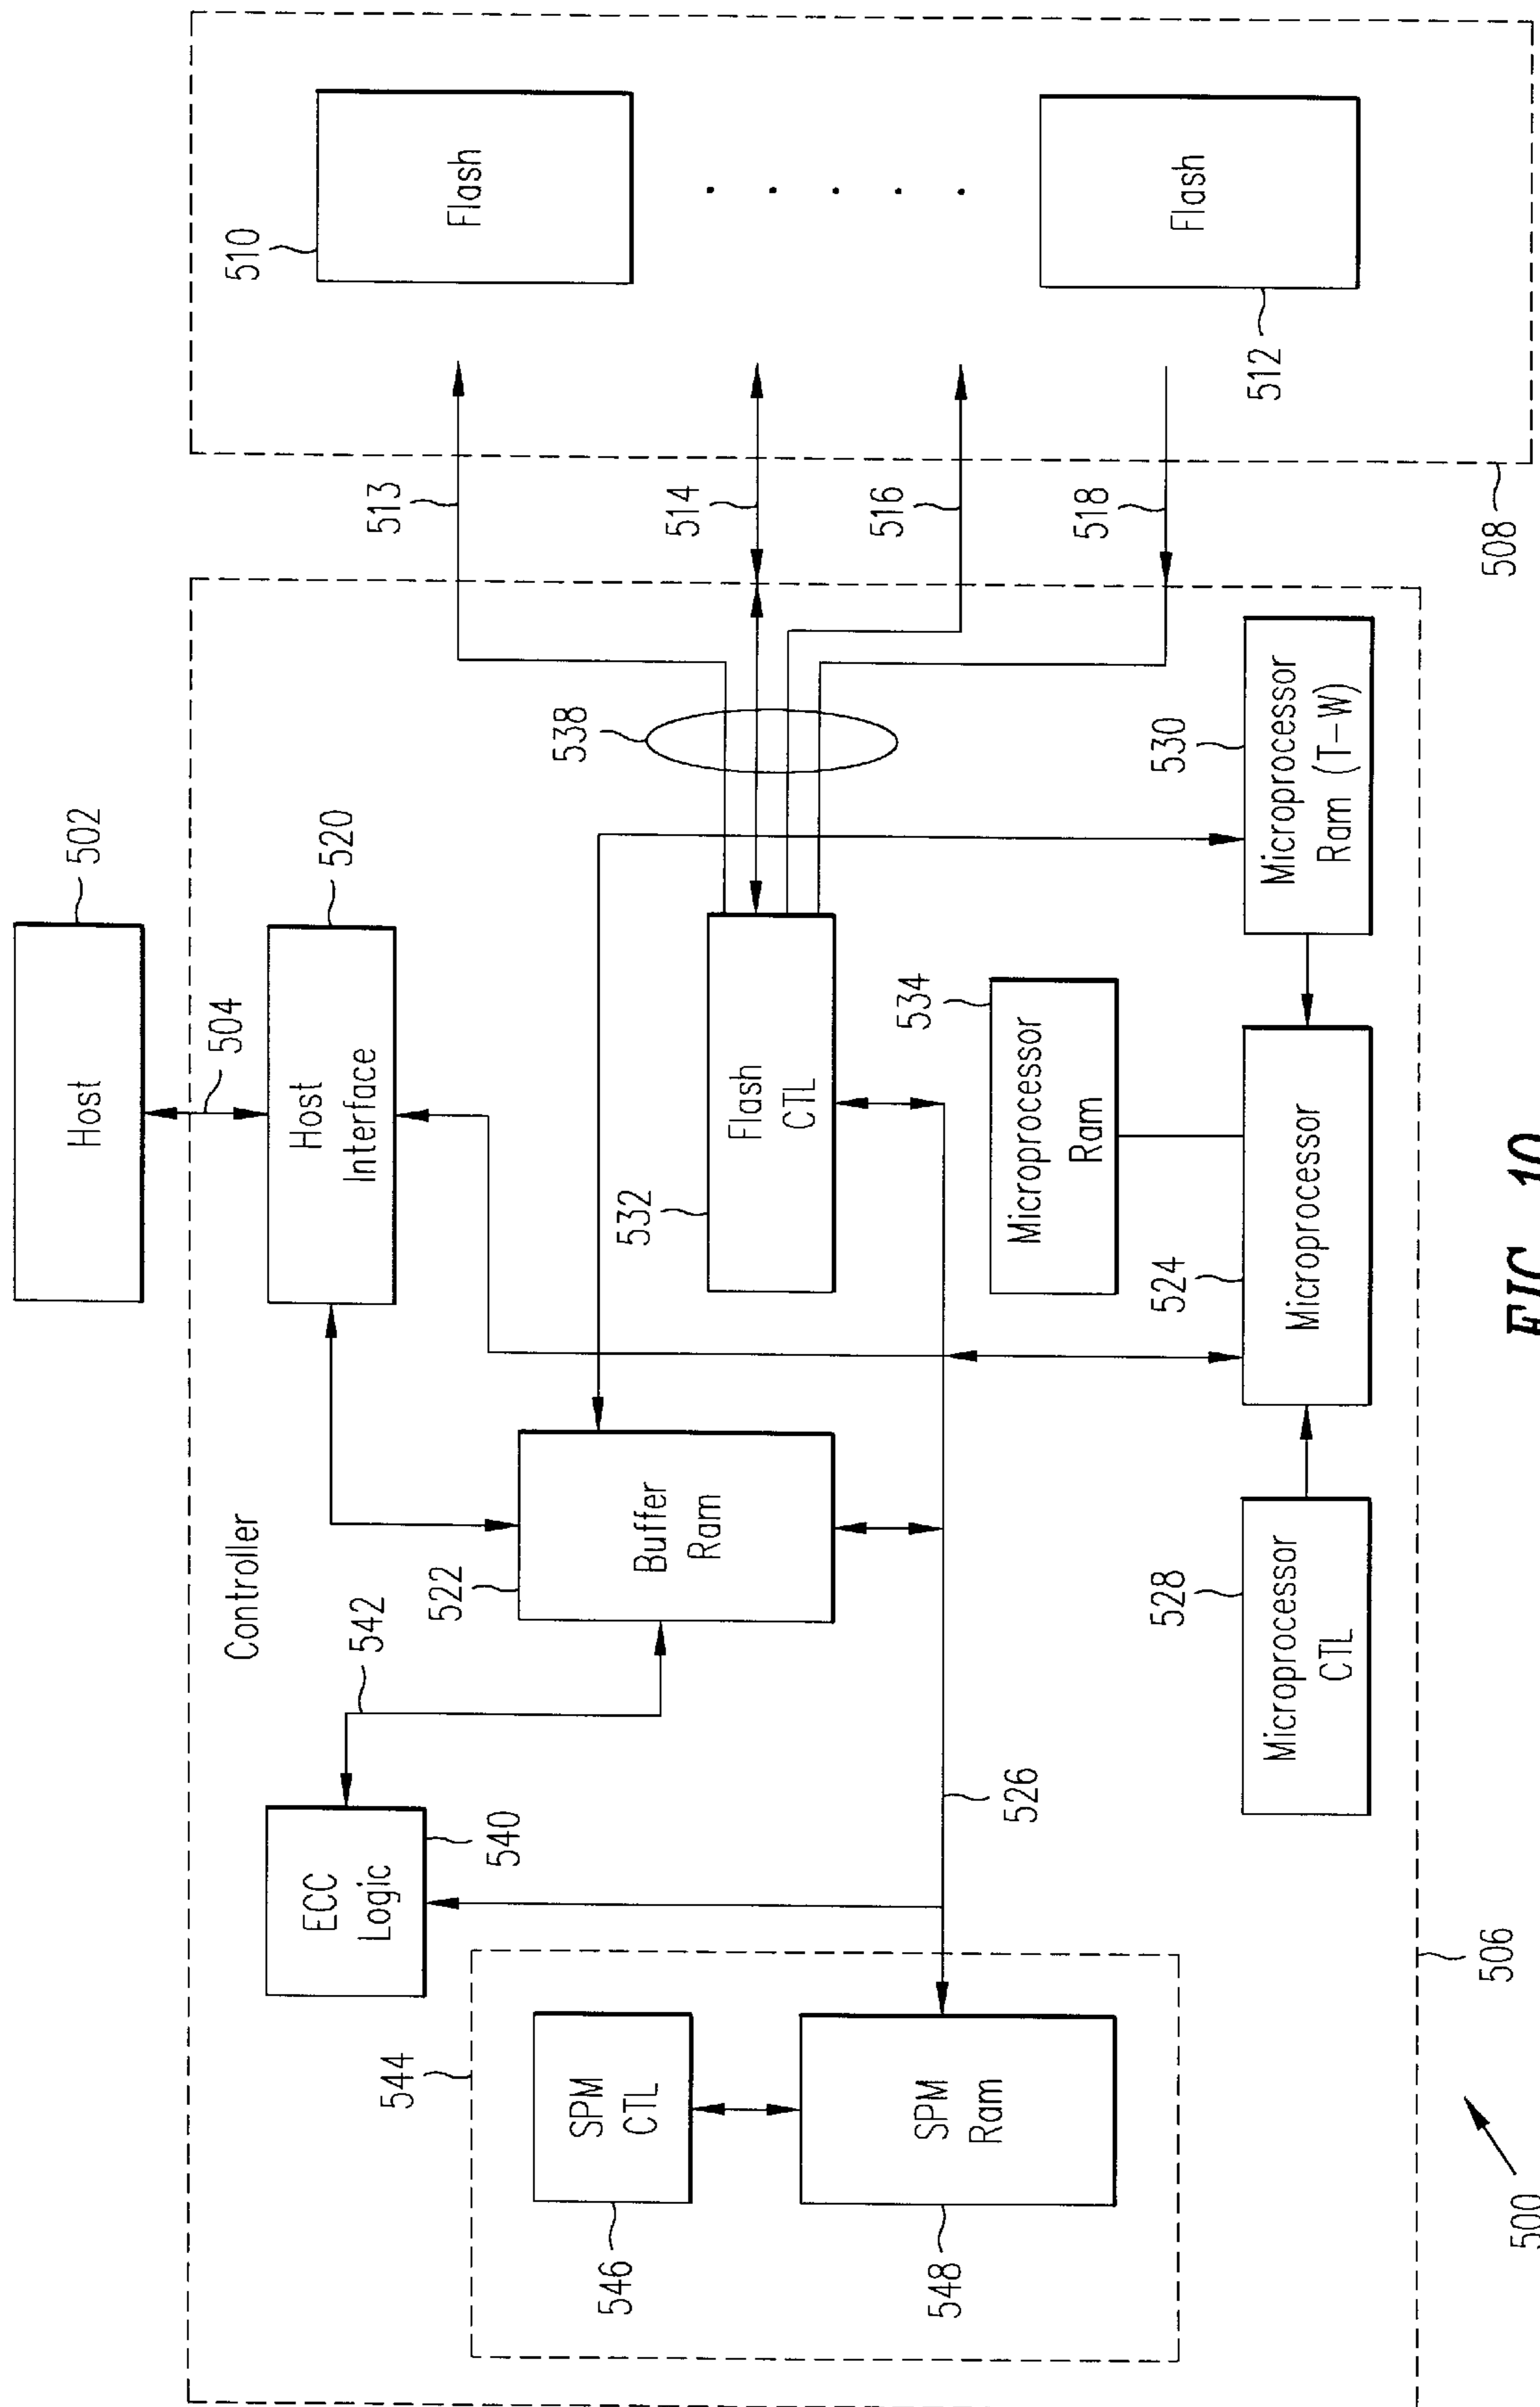 Host
502
504
Controller
ECC
Logic
540
542
Host
Interface
520
544
SPM
CTL
546
SPM
Ram
548
522
Buffer
Ram
532
Flash
CTL
538
513
514
516
518
510
Flash
Flash
512
508
526
534
Microprocessor
Ram
528
Microprocessor
CTL
524
Microprocessor
530
Microprocessor
Ram (T-W)
506
500
FIG. 10